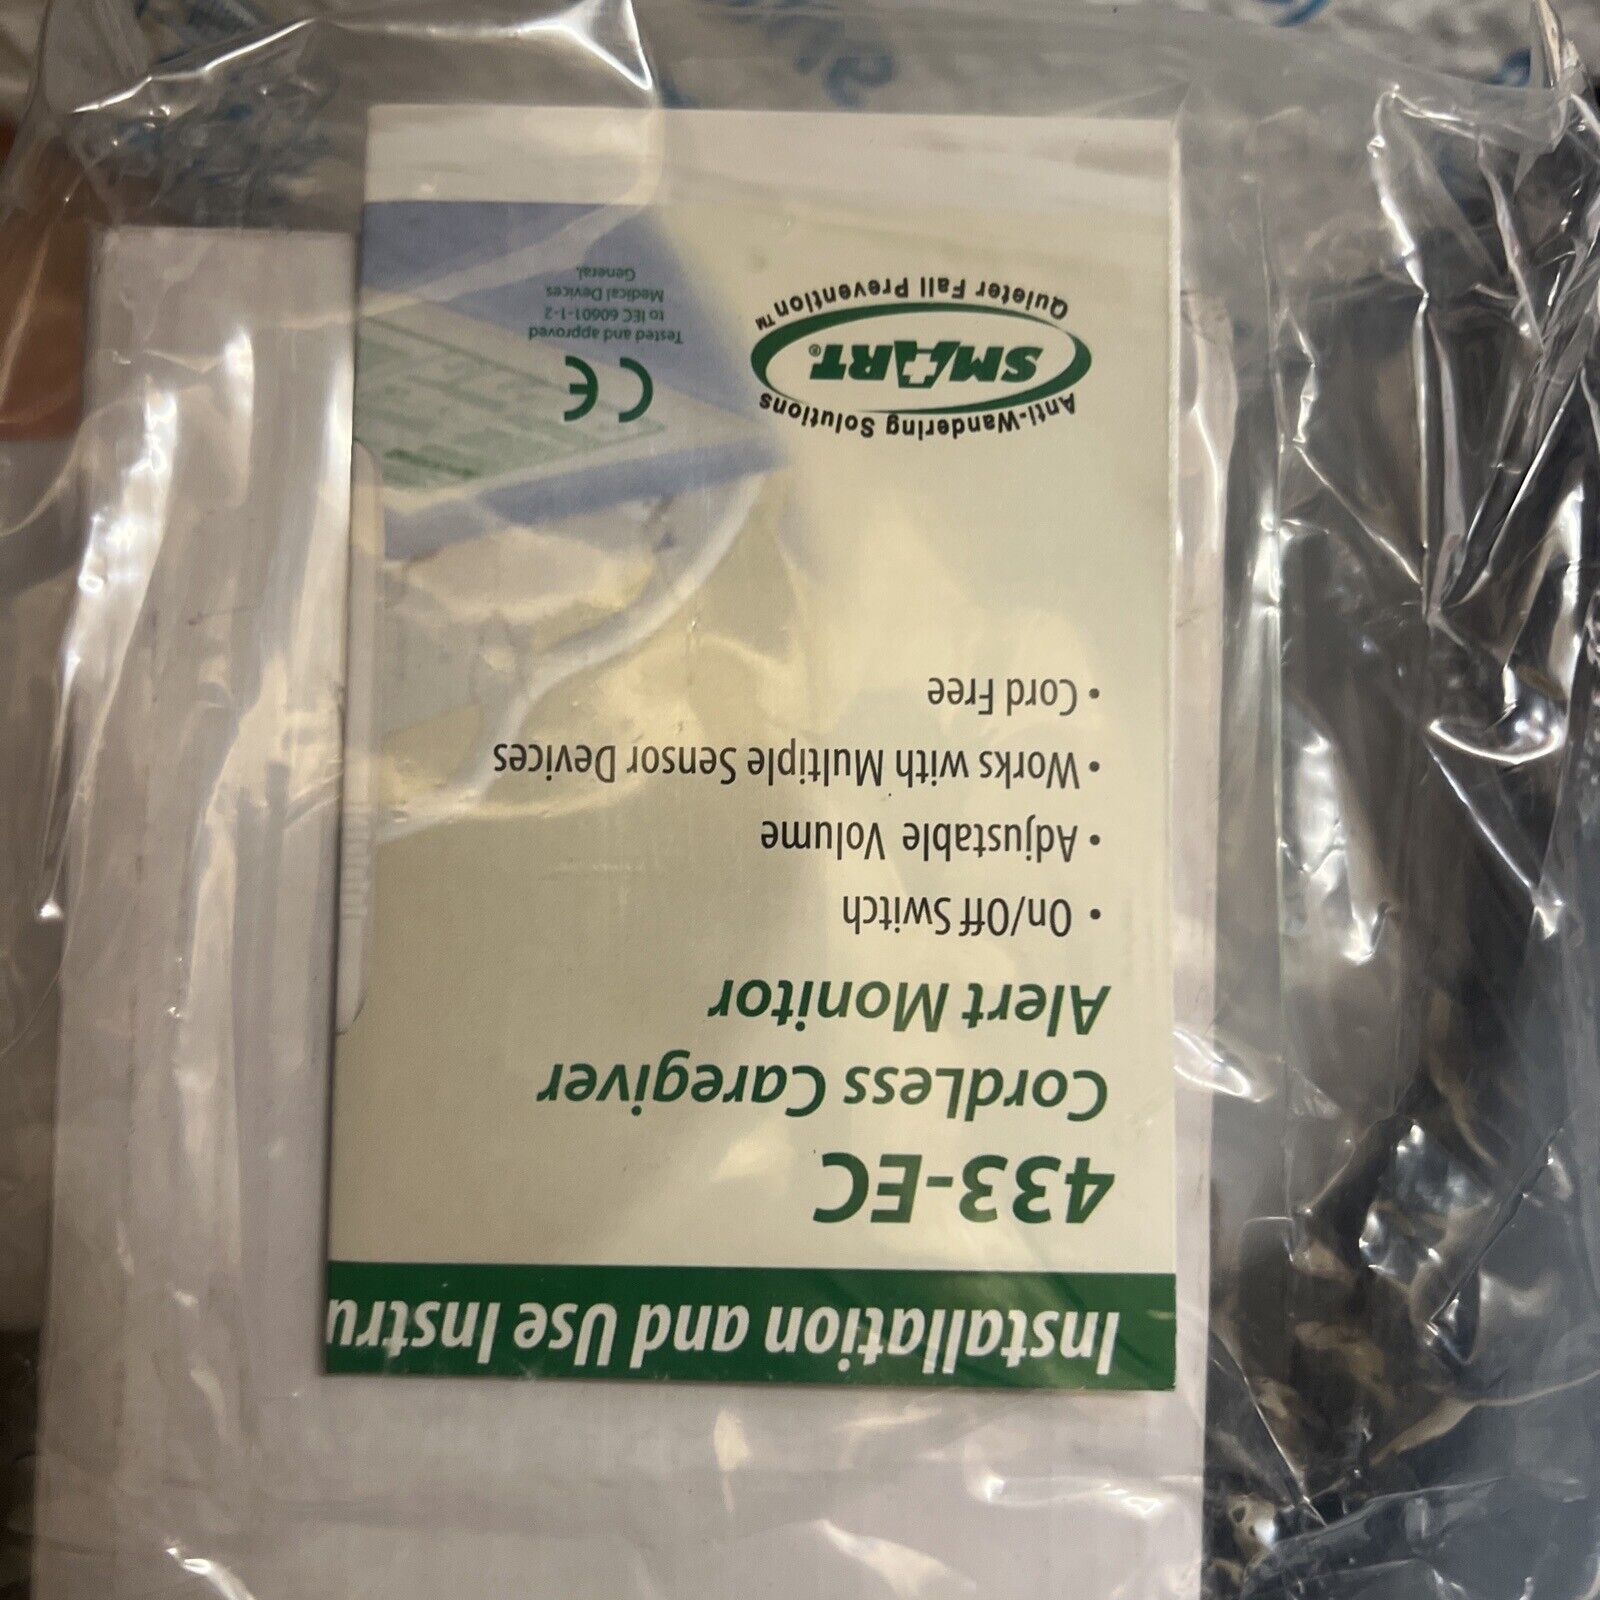 Installation and Use Instru
433-EC
CordLess Caregiver
Alert Monitor
• On/Off Switch
• Adjustable Volume
• Works with Multiple Sensor Devices
• Cord Free
Anti-Wandering Solutions
SMART®
Quieter Fall Prevention™
CE
Tested and approved
to IEC 60601-1-2
Medical Devices
General.